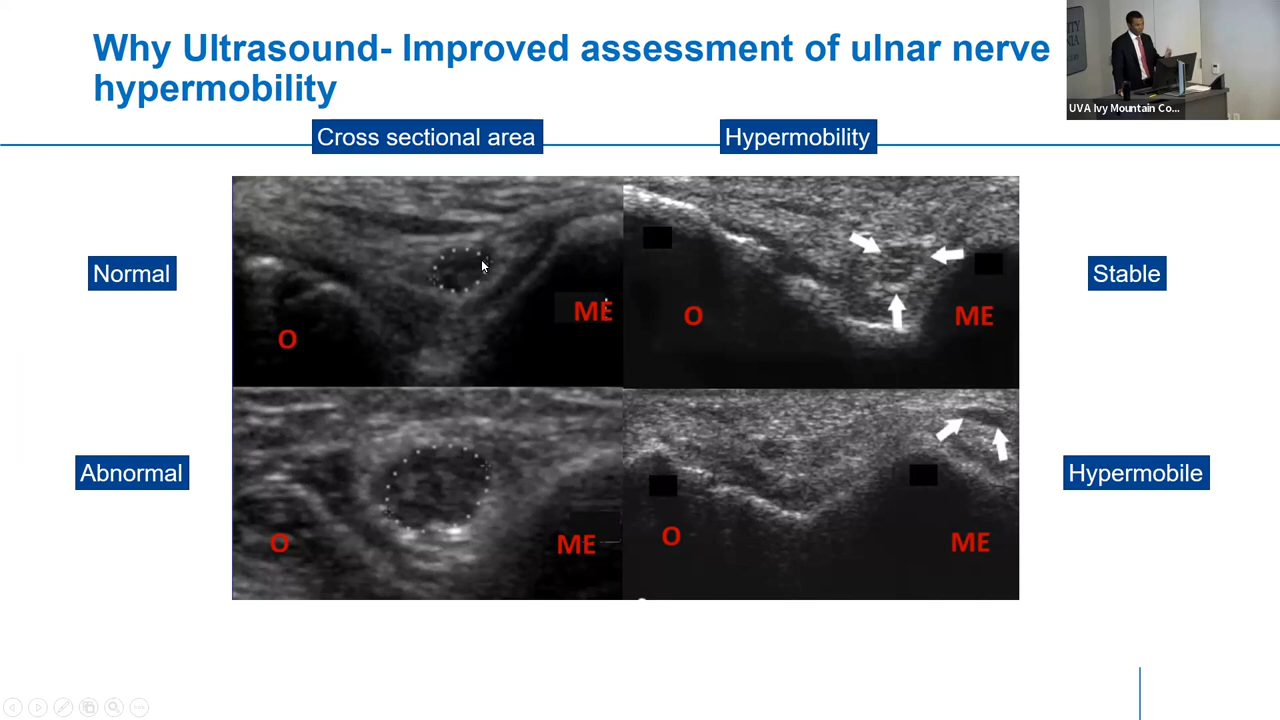 Why Ultrasound- Improved assessment of ulnar nerve
hypermobility
UVA Ivy Mountain Co...
Cross sectional area
Hypermobility
Normal
Stable
O
ME
O
ME
Abnormal
Hypermobile
O
ME
O
ME